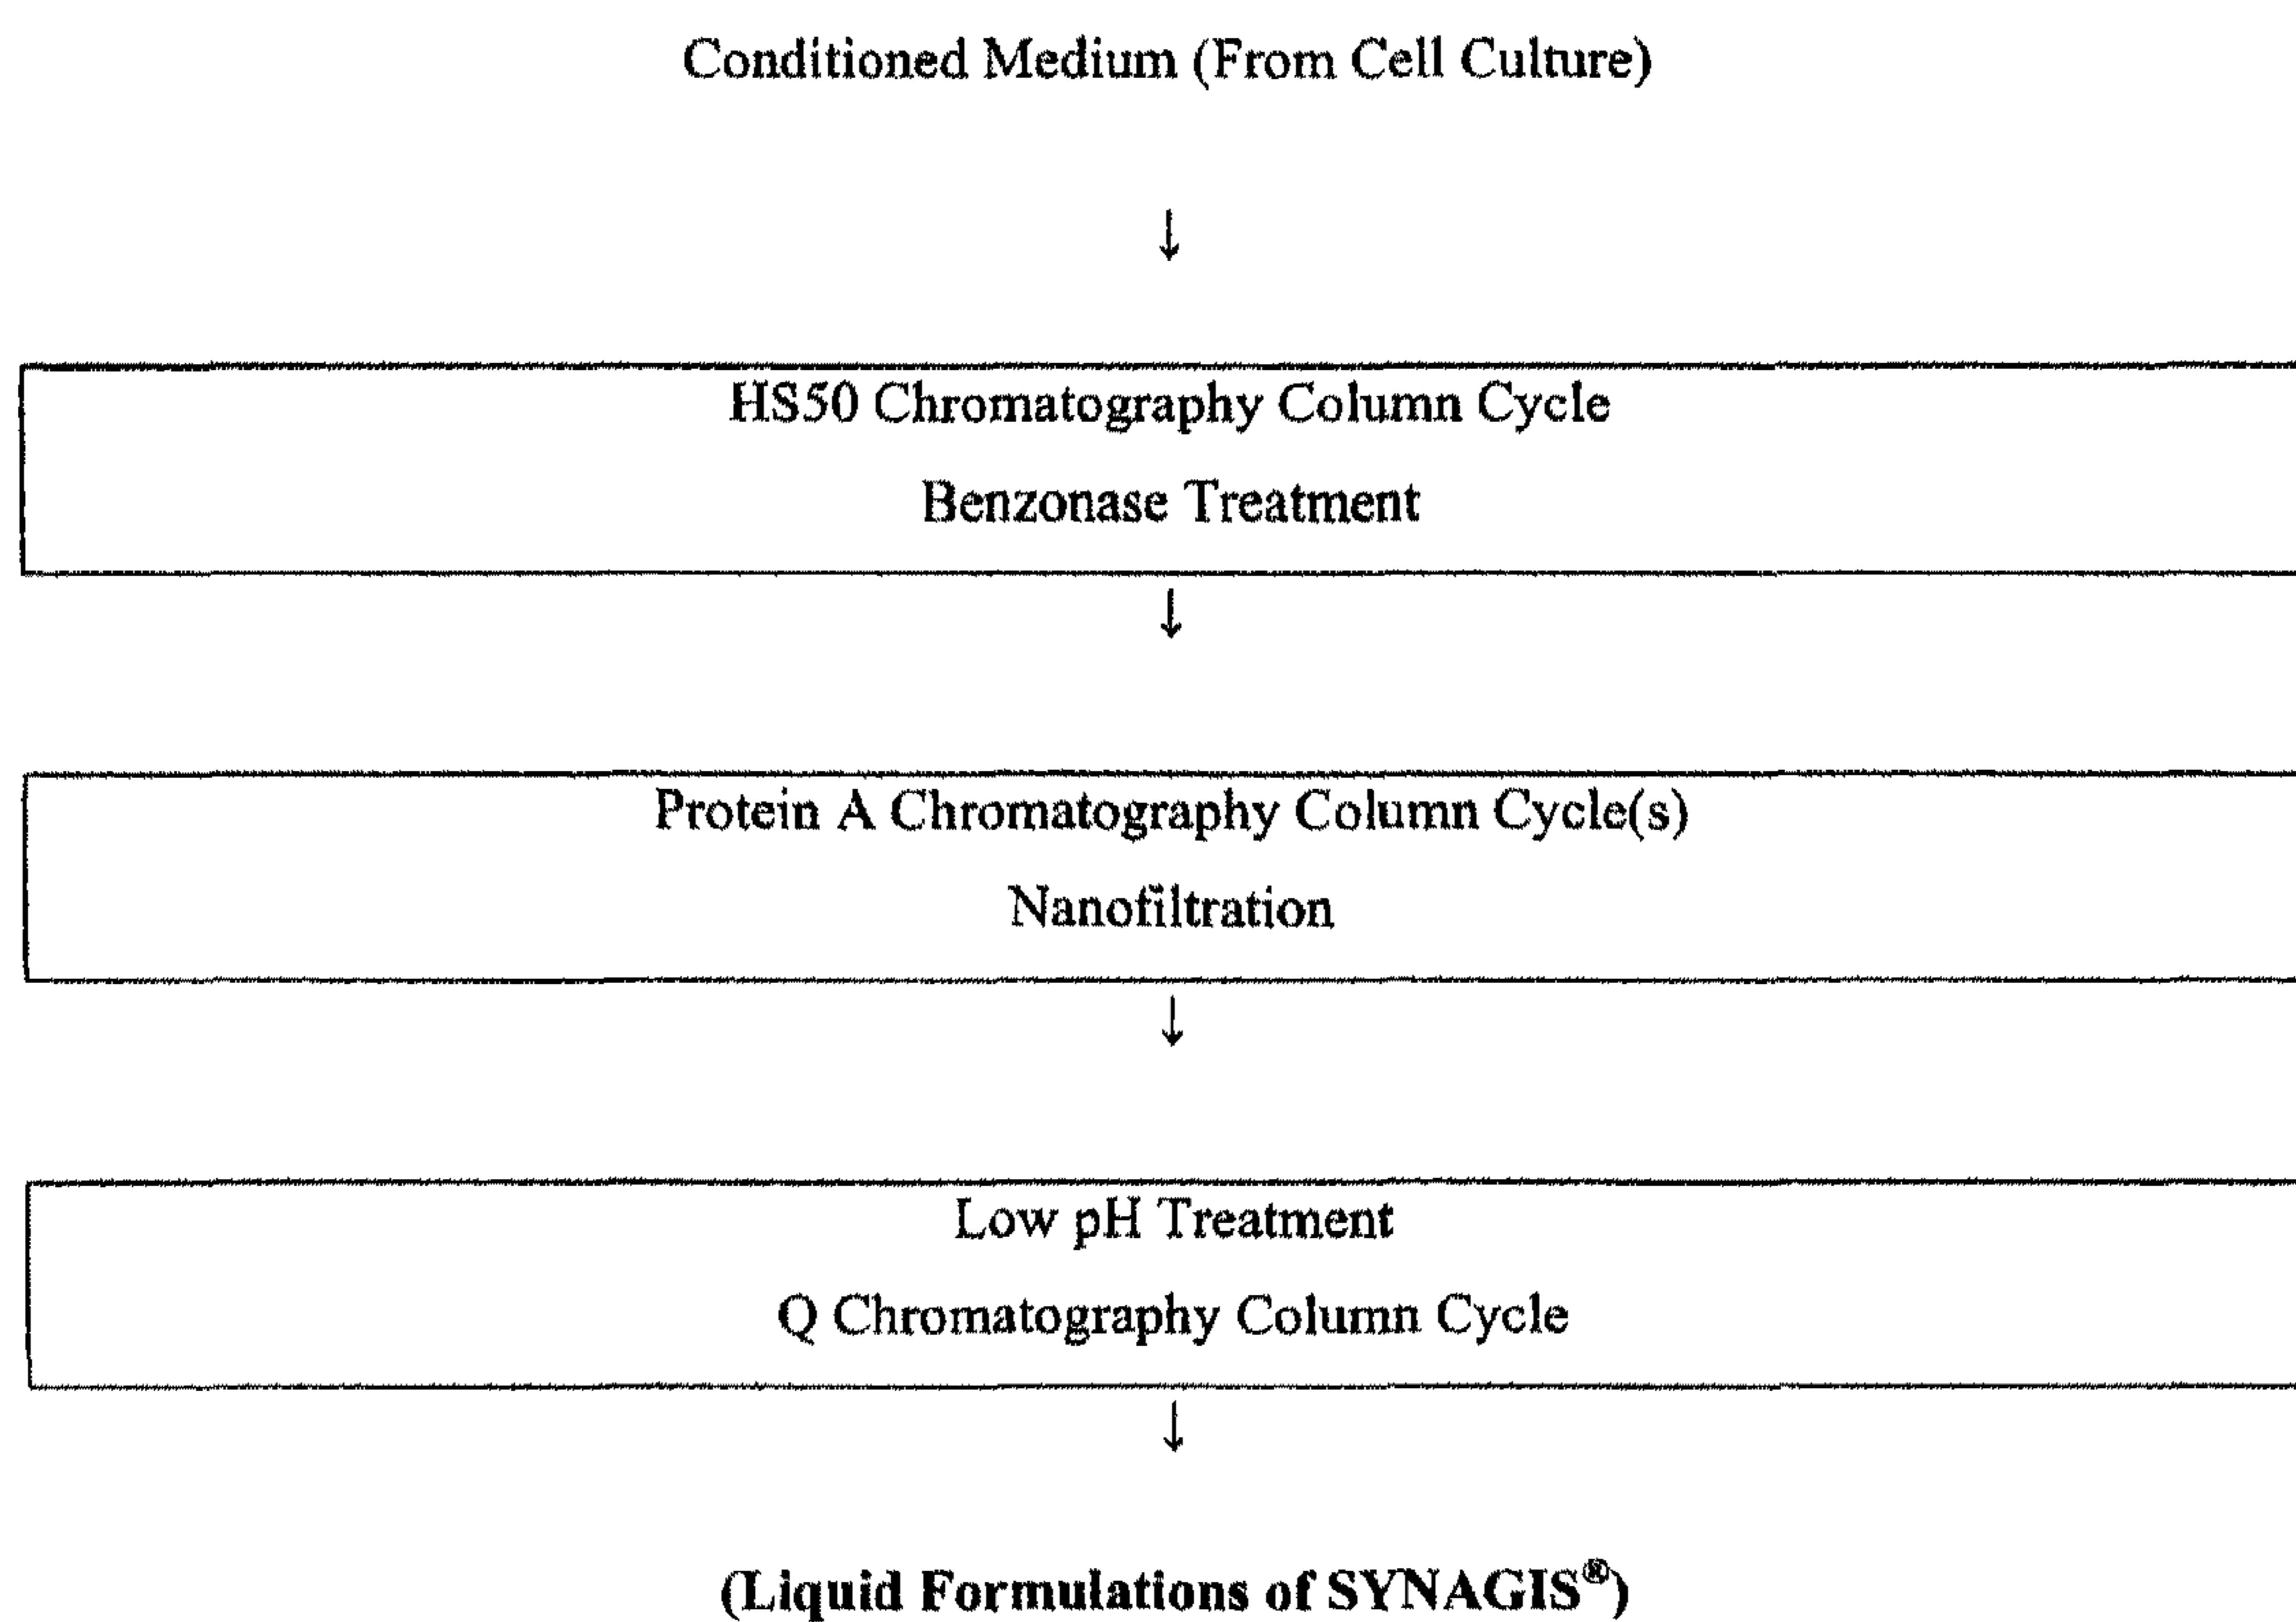 Conditioned Medium (From Cell Culture)
↓
HS50 Chromatography Column Cycle
Benzonase Treatment
↓
Protein A Chromatography Column Cycle(s)
Nanofiltration
↓
Low pH Treatment
Q Chromatography Column Cycle
↓
(Liquid Formulations of SYNAGIS®)